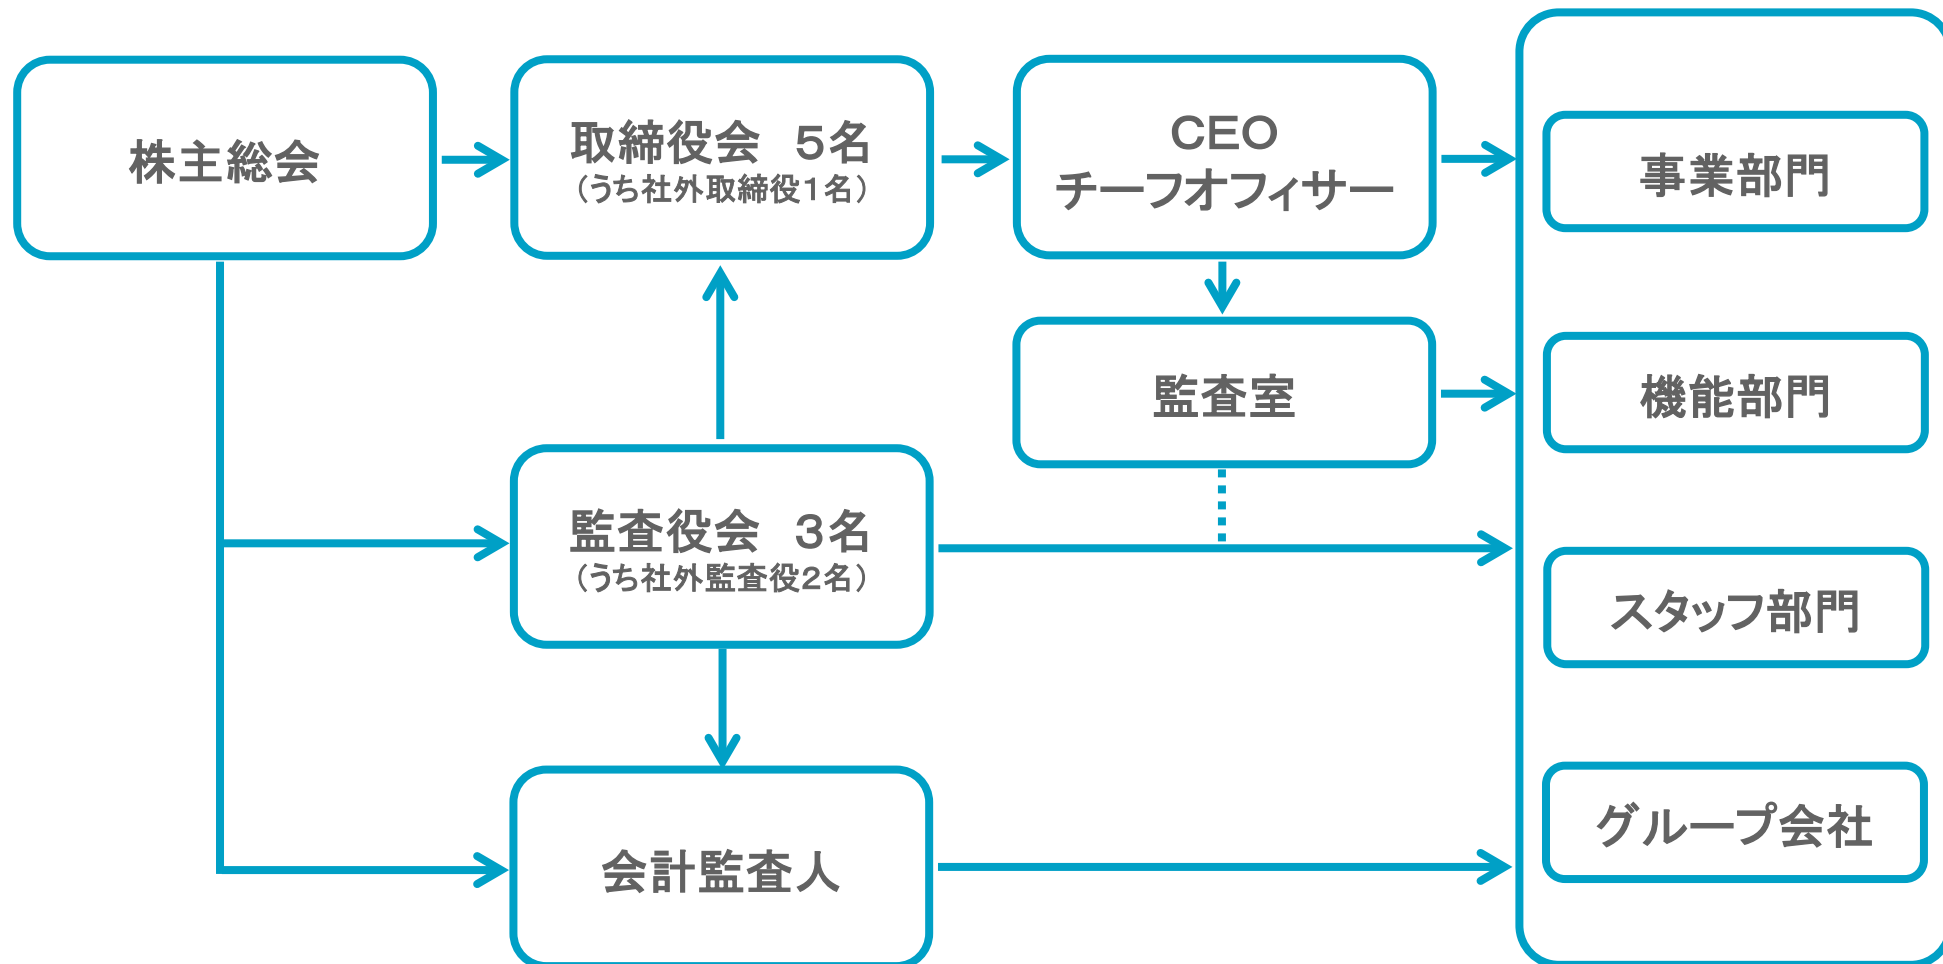 株主総会
取締役会　5名
（うち社外取締役1名）
CEO
チーフオフィサー
監査室
監査役会　3名
（うち社外監査役2名）
会計監査人
事業部門
機能部門
スタッフ部門
グループ会社